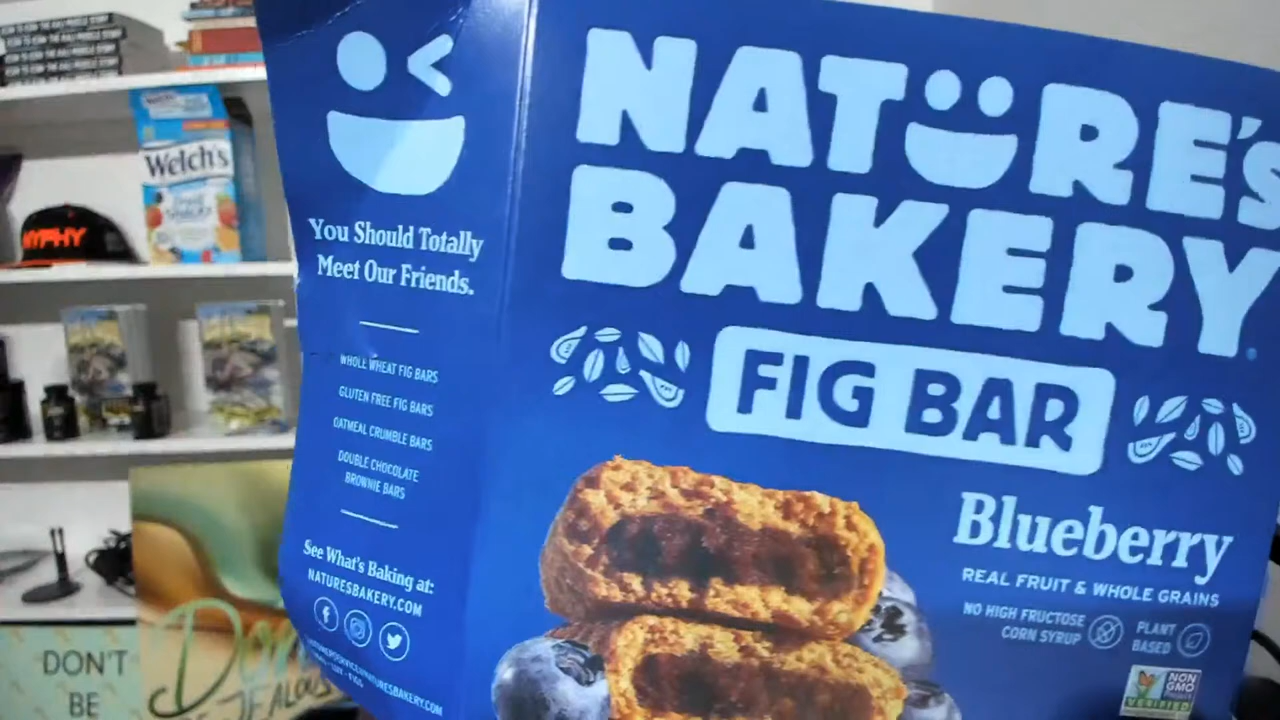 You Should Totally
Meet Our Friends.
WHOLE WHEAT FIG BARS
GLUTEN FREE FIG BARS
OATMEAL CRUMBLE BARS
DOUBLE CHOCOLATE
BROWNIE BARS
See What's Baking at:
NATURESBAKERY.COM
NATURE'S
BAKERY
FIG BAR
Blueberry
REAL FRUIT & WHOLE GRAINS
NO HIGH FRUCTOSE
CORN SYRUP
PLANT
BASED
NON
GMO
VERIFIED
Welch's
DON'T
BE